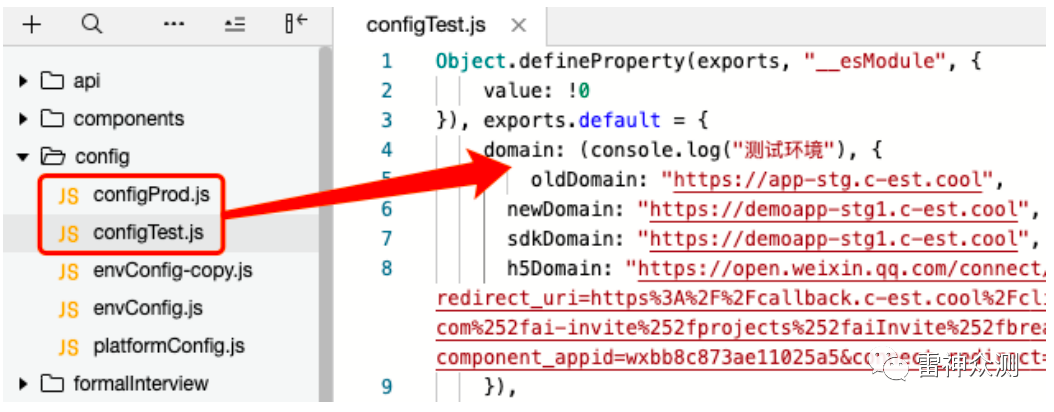 configTest.js ×
api
components
config
JS configProd.js
JS configTest.js
JS envConfig-copy.js
JS envConfig.js
JS platformConfig.js
formalInterview
1 Object.defineProperty(exports, "__esModule", {
2 value: !0
3 }), exports.default = {
4 domain: (console.log("测试环境"), {
5 oldDomain: "https://app-stg.c-est.cool",
6 newDomain: "https://demoapp-stg1.c-est.cool",
7 sdkDomain: "https://demoapp-stg1.c-est.cool",
8 h5Domain: "https://open.weixin.qq.com/connect/
redirect_uri=https%3A%2F%2Fcallback.c-est.cool%2Fcli
com%252fai-invite%252fprojects%252faiInvite%252fbrea
component_appid=wxbb8c873ae11025a5&connect_redirect=
9 }),
雷神众测